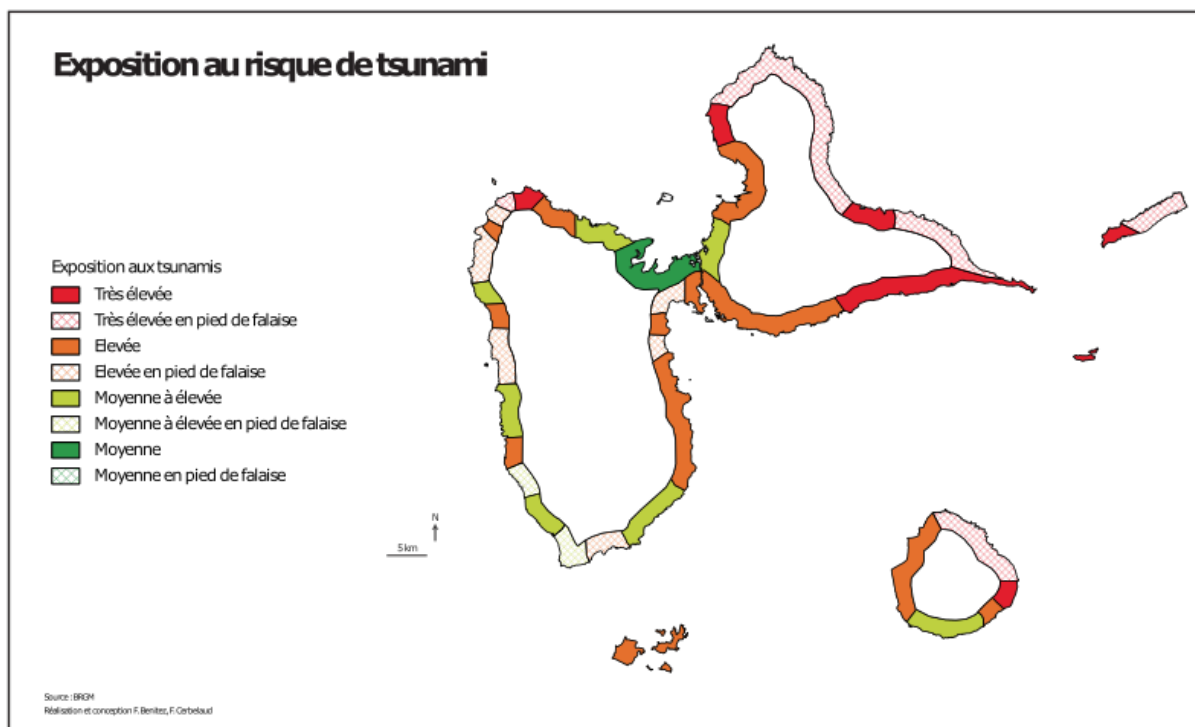 Exposition au risque de tsunami
Exposition aux tsunamis
Très élevée
Très élevée en pied de falaise
Elevée
Elevée en pied de falaise
Moyenne à élevée
Moyenne à élevée en pied de falaise
Moyenne
Moyenne en pied de falaise
N
5 km
Source : BRGM
Réalisation et conception F. Benitez, F. Cerbelaud